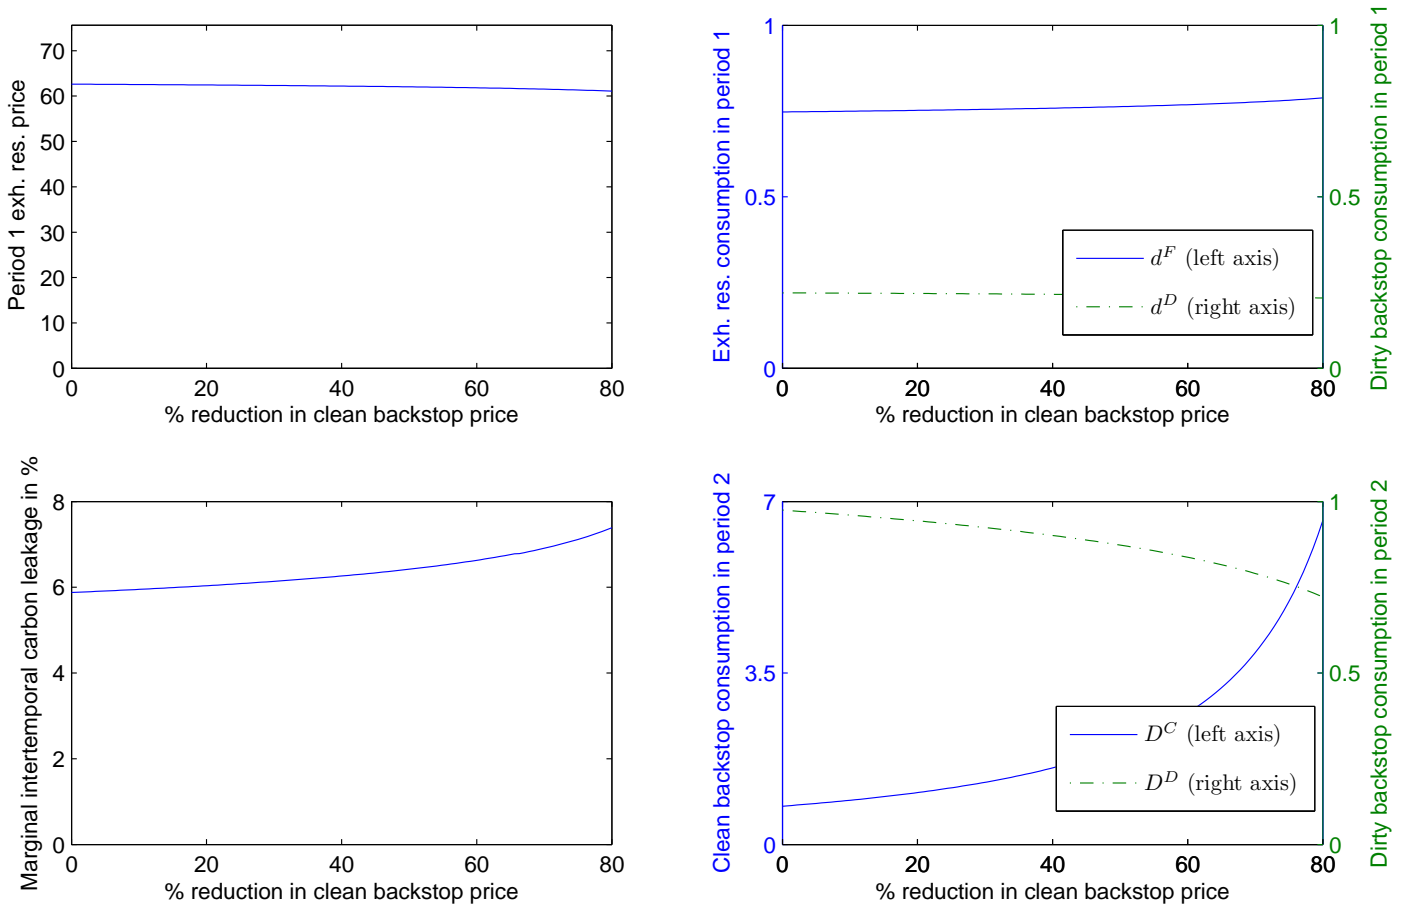 Period 1 exh. res. price
70
60
50
40
30
20
10
0
0 20 40 60 80
% reduction in clean backstop price
Exh. res. consumption in period 1
1
0.5
0
Dirty backstop consumption in period 1
1
0.5
0
d^F (left axis)
d^D (right axis)
0 20 40 60 80
% reduction in clean backstop price
Marginal intertemporal carbon leakage in %
8
6
4
2
0
0 20 40 60 80
% reduction in clean backstop price
Clean backstop consumption in period 2
7
3.5
0
Dirty backstop consumption in period 2
1
0.5
0
D^C (left axis)
D^D (right axis)
0 20 40 60 80
% reduction in clean backstop price